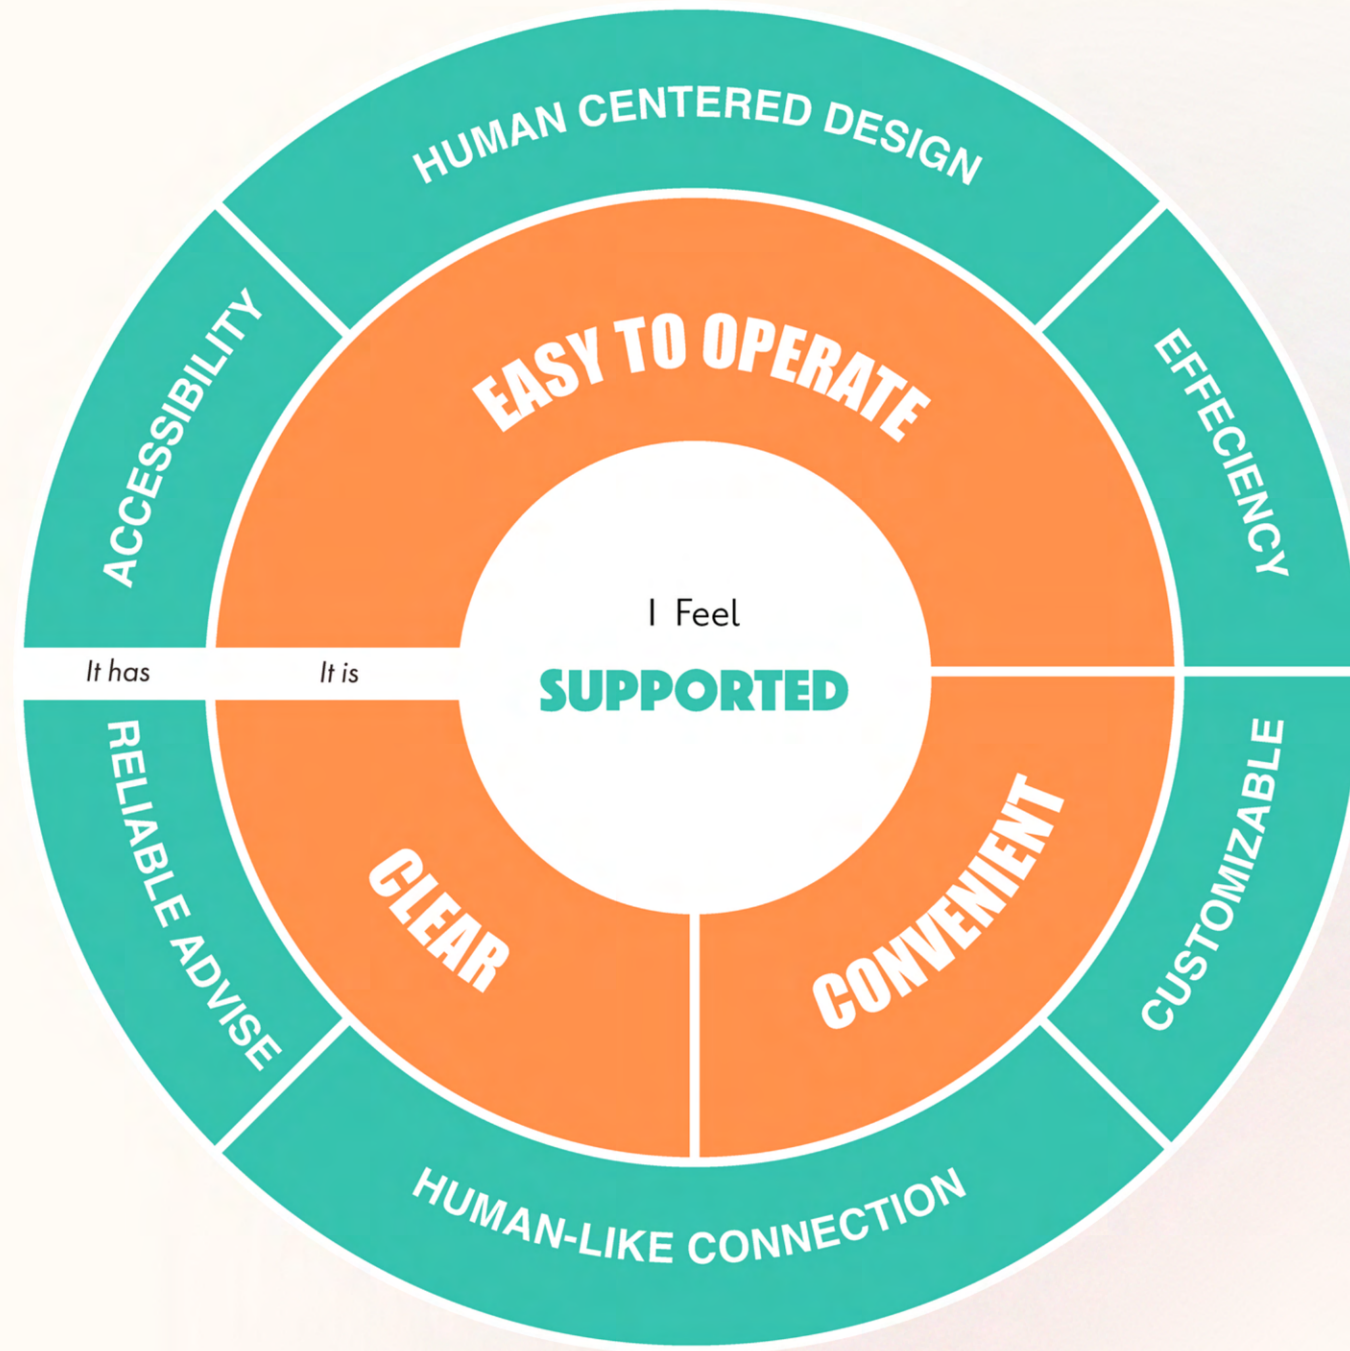 HUMAN CENTERED DESIGN
ACCESSIBILITY
EFFECIENCY
EASY TO OPERATE
I Feel
SUPPORTED
It has
It is
RELIABLE ADVISE
CLEAR
CONVENIENT
CUSTOMIZABLE
HUMAN-LIKE CONNECTION